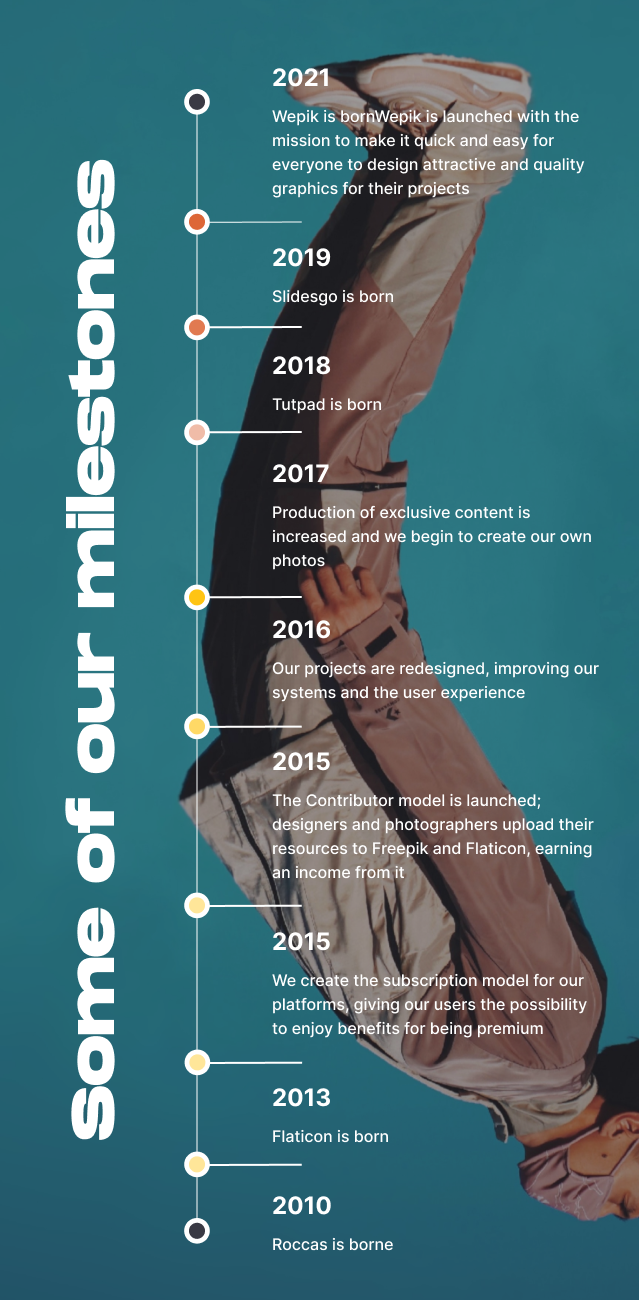 Some of our milestones
2021
Wepik is bornWepik is launched with the
mission to make it quick and easy for
everyone to design attractive and quality
graphics for their projects
2019
Slidesgo is born
2018
Tutpad is born
2017
Production of exclusive content is
increased and we begin to create our own
photos
2016
Our projects are redesigned, improving our
systems and the user experience
2015
The Contributor model is launched;
designers and photographers upload their
resources to Freepik and Flaticon, earning
an income from it
2015
We create the subscription model for our
platforms, giving our users the possibility
to enjoy benefits for being premium
2013
Flaticon is born
2010
Roccas is borne